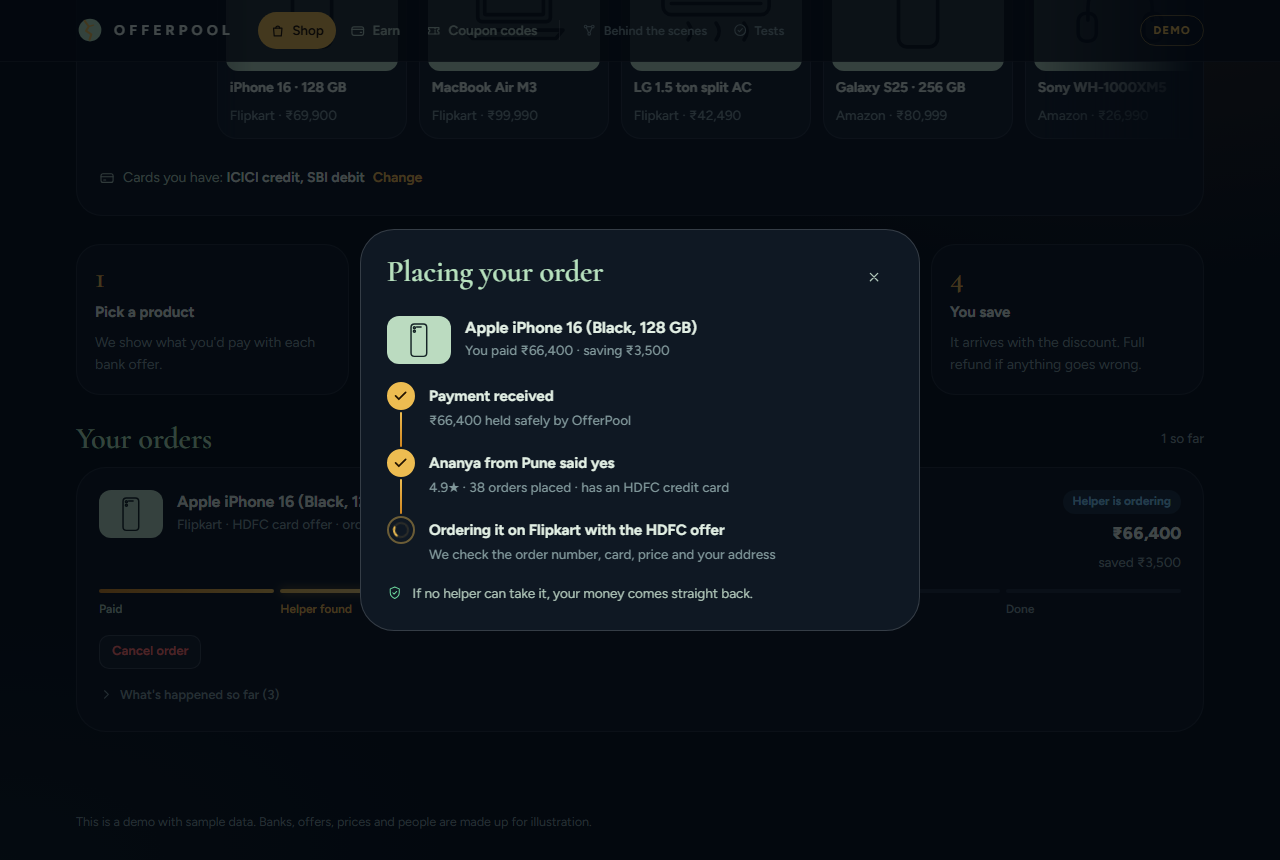 OFFERPOOL
Shop
Earn
Coupon codes
Behind the scenes
Tests
DEMO
iPhone 16 · 128 GB
Flipkart · ₹69,900
MacBook Air M3
Flipkart · ₹99,990
LG 1.5 ton split AC
Flipkart · ₹42,490
Galaxy S25 · 256 GB
Amazon · ₹80,999
Sony WH-1000XM5
Amazon · ₹26,990
Cards you have: ICICI credit, SBI debit Change
1
Pick a product
We show what you'd pay with each
bank offer.
4
You save
It arrives with the discount. Full
refund if anything goes wrong.
Placing your order
Apple iPhone 16 (Black, 128 GB)
You paid ₹66,400 · saving ₹3,500
Payment received
₹66,400 held safely by OfferPool
Ananya from Pune said yes
4.9★ · 38 orders placed · has an HDFC credit card
Ordering it on Flipkart with the HDFC offer
We check the order number, card, price and your address
If no helper can take it, your money comes straight back.
Your orders
1 so far
Apple iPhone 16 (Black, 12
Flipkart · HDFC card offer · ord
Helper is ordering
₹66,400
saved ₹3,500
Paid
Helper found
Done
Cancel order
What's happened so far (3)
This is a demo with sample data. Banks, offers, prices and people are made up for illustration.